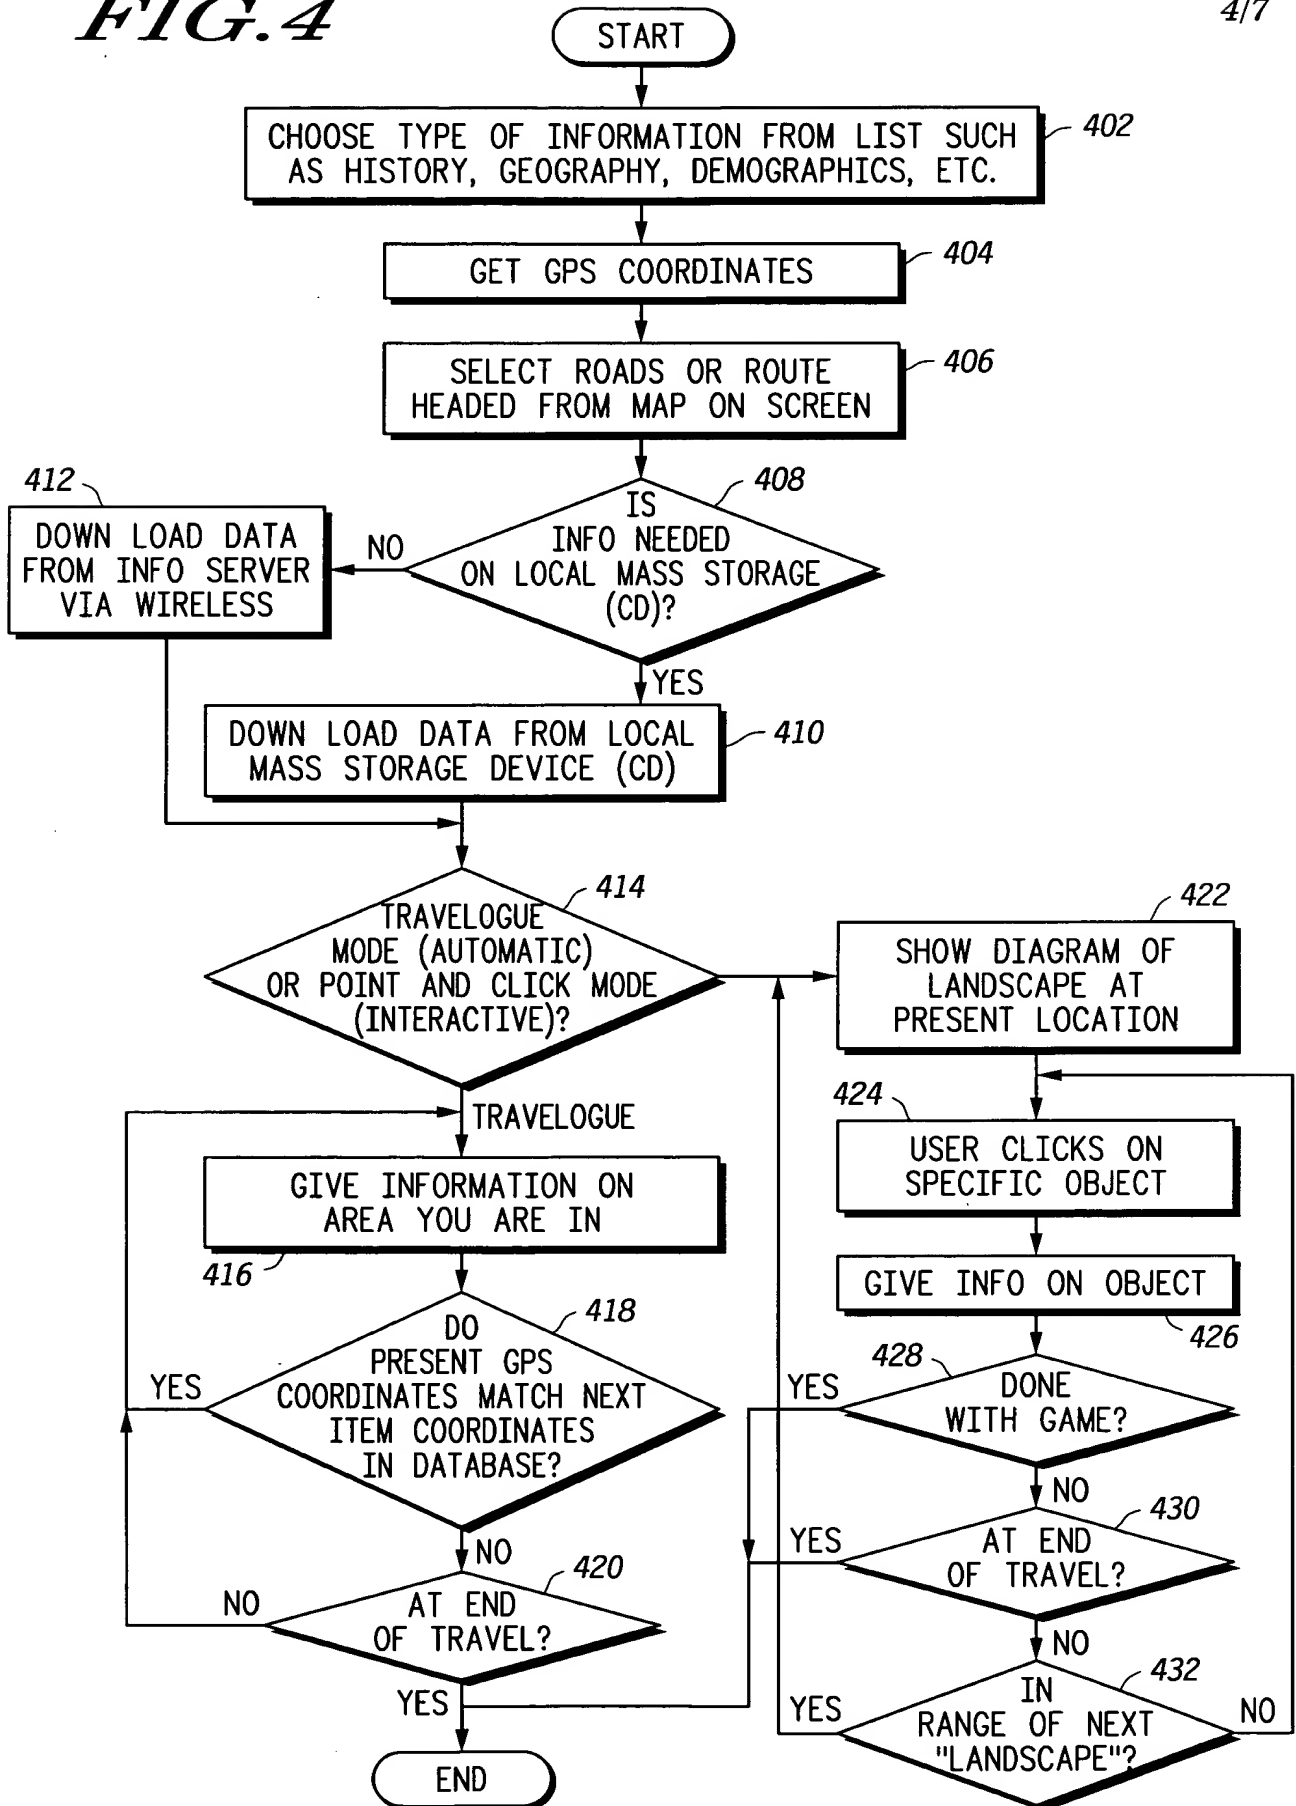 FIG.4
4/7
START
CHOOSE TYPE OF INFORMATION FROM LIST SUCH
AS HISTORY, GEOGRAPHY, DEMOGRAPHICS, ETC.
402
GET GPS COORDINATES
404
SELECT ROADS OR ROUTE
HEADED FROM MAP ON SCREEN
406
IS
INFO NEEDED
ON LOCAL MASS STORAGE
(CD)?
408
NO
412
DOWN LOAD DATA
FROM INFO SERVER
VIA WIRELESS
YES
DOWN LOAD DATA FROM LOCAL
MASS STORAGE DEVICE (CD)
410
TRAVELOGUE
MODE (AUTOMATIC)
OR POINT AND CLICK MODE
(INTERACTIVE)?
414
TRAVELOGUE
GIVE INFORMATION ON
AREA YOU ARE IN
416
DO
PRESENT GPS
COORDINATES MATCH NEXT
ITEM COORDINATES
IN DATABASE?
418
YES
NO
AT END
OF TRAVEL?
420
NO
YES
END
422
SHOW DIAGRAM OF
LANDSCAPE AT
PRESENT LOCATION
424
USER CLICKS ON
SPECIFIC OBJECT
GIVE INFO ON OBJECT
426
428
DONE
WITH GAME?
YES
NO
430
AT END
OF TRAVEL?
YES
NO
432
IN
RANGE OF NEXT
"LANDSCAPE"?
YES
NO